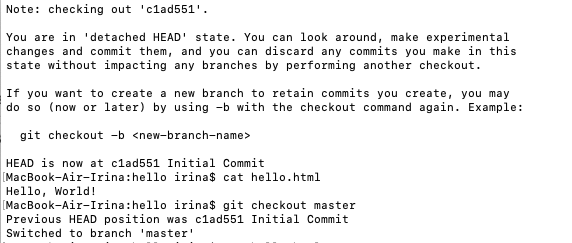 Note: checking out 'c1ad551'.
You are in 'detached HEAD' state. You can look around, make experimental
changes and commit them, and you can discard any commits you make in this
state without impacting any branches by performing another checkout.
If you want to create a new branch to retain commits you create, you may
do so (now or later) by using -b with the checkout command again. Example:
git checkout -b <new-branch-name>
HEAD is now at c1ad551 Initial Commit
MacBook-Air-Irina:hello irina$ cat hello.html
Hello, World!
MacBook-Air-Irina:hello irina$ git checkout master
Previous HEAD position was c1ad551 Initial Commit
Switched to branch 'master'